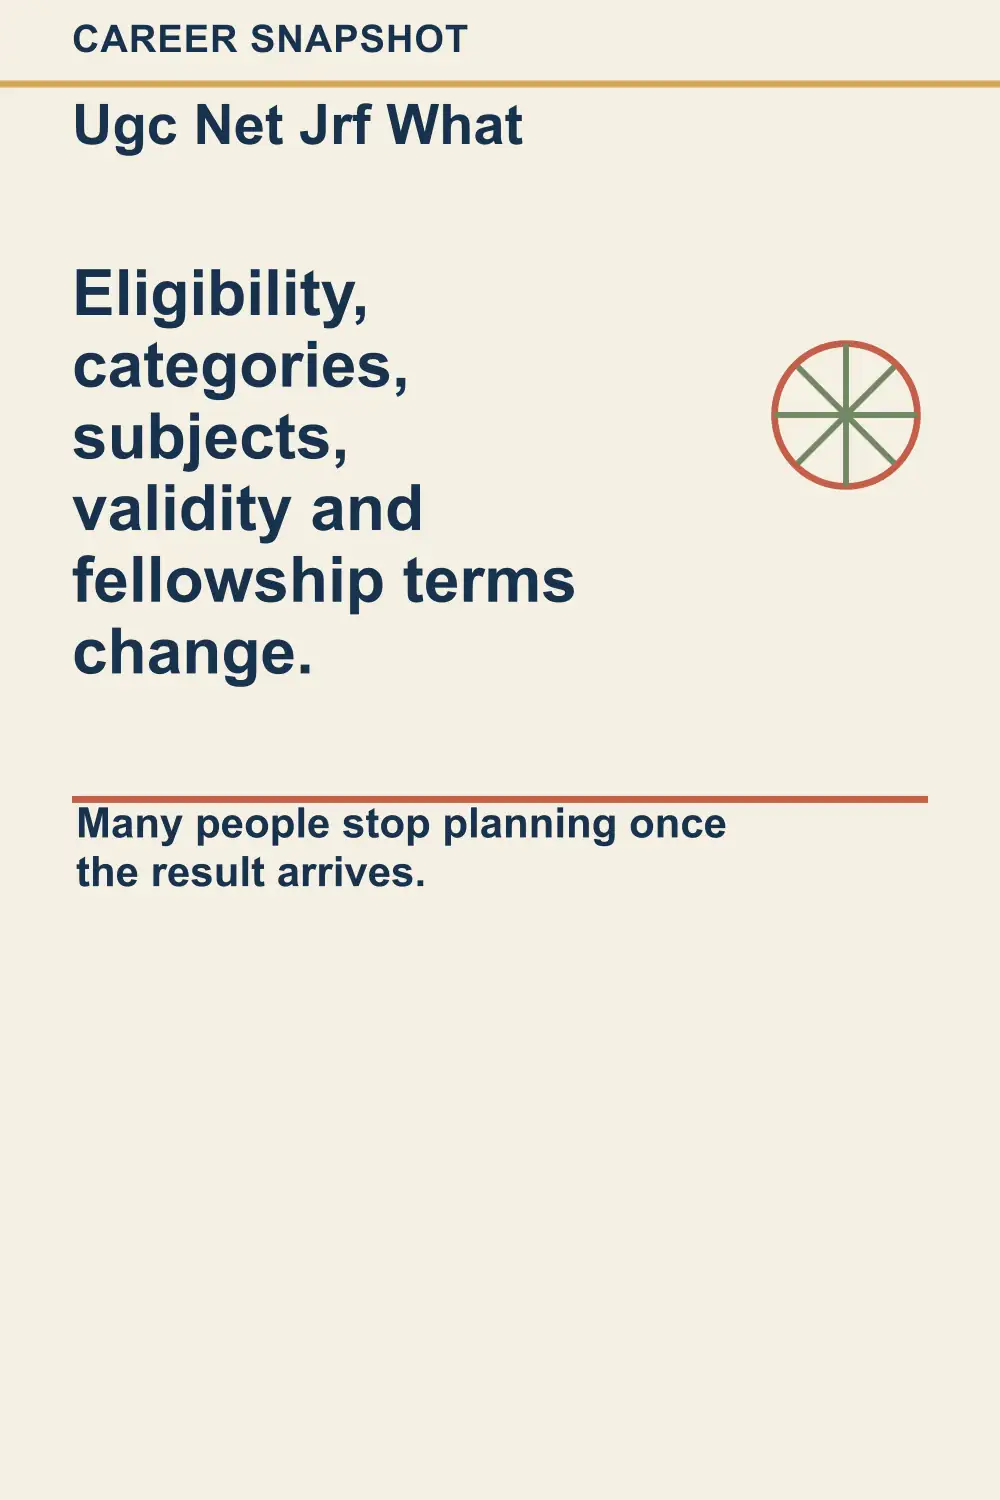 CAREER SNAPSHOT
Ugc Net Jrf What
Eligibility,
categories,
subjects,
validity and
fellowship terms
change.
Many people stop planning once
the result arrives.